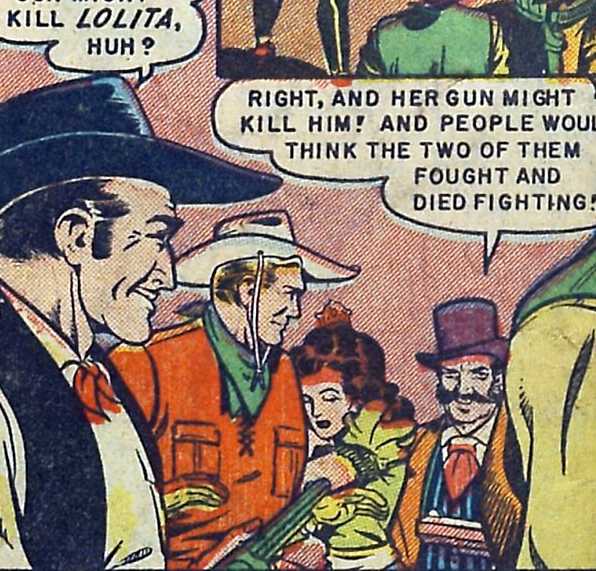 KILL LOLITA,
HUH?
RIGHT, AND HER GUN MIGHT
KILL HIM! AND PEOPLE
THINK THE TWO OF THEM
FOUGHT AND
DIED FIGHTING!